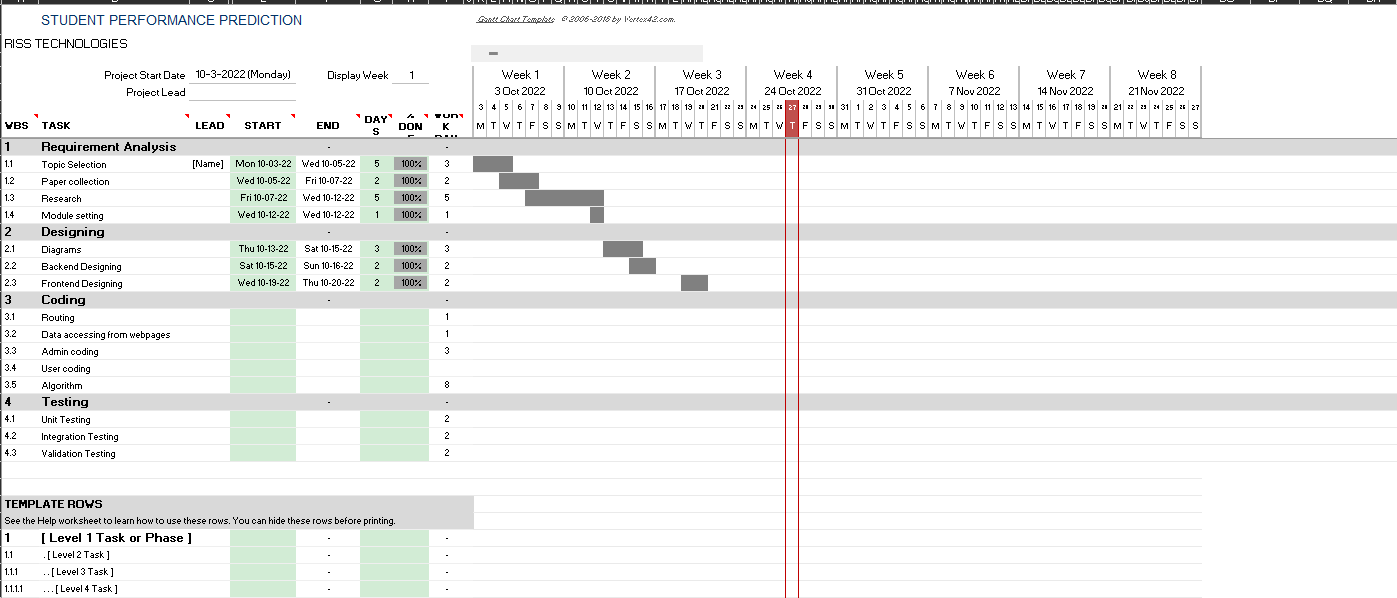 STUDENT PERFORMANCE PREDICTION
Gantt Chart Template © 2006-2018 by Vertex42.com.
RISS TECHNOLOGIES
Project Start Date 10-3-2022 (Monday) Display Week 1 Week 1 Week 2 Week 3 Week 4 Week 5 Week 6 Week 7 Week 8
Project Lead 3 Oct 2022 10 Oct 2022 17 Oct 2022 24 Oct 2022 31 Oct 2022 7 Nov 2022 14 Nov 2022 21 Nov 2022
3 4 5 6 7 8 9 10 11 12 13 14 15 16 17 18 19 20 21 22 23 24 25 26 27 28 29 30 31 1 2 3 4 5 6 7 8 9 10 11 12 13 14 15 16 17 18 19 20 21 22 23 24 25 26 27
WBS TASK LEAD START END DAYS % DONE WORK M T W T F S S M T W T F S S M T W T F S S M T W T F S S M T W T F S S M T W T F S S M T W T F S S M T W T F S S
1 Requirement Analysis - -
1.1 Topic Selection [Name] Mon 10-03-22 Wed 10-05-22 5 100% 3
1.2 Paper collection Wed 10-05-22 Fri 10-07-22 2 100% 2
1.3 Research Fri 10-07-22 Wed 10-12-22 5 100% 5
1.4 Module setting Wed 10-12-22 Wed 10-12-22 1 100% 1
2 Designing - -
2.1 Diagrams Thu 10-13-22 Sat 10-15-22 3 100% 3
2.2 Backend Designing Sat 10-15-22 Sun 10-16-22 2 100% 2
2.3 Frontend Designing Wed 10-19-22 Thu 10-20-22 2 100% 2
3 Coding - -
3.1 Routing 1
3.2 Data accessing from webpages 1
3.3 Admin coding 3
3.4 User coding
3.5 Algorithm 8
4 Testing - -
4.1 Unit Testing 2
4.2 Integration Testing 2
4.3 Validation Testing 2
TEMPLATE ROWS
See the Help worksheet to learn how to use these rows. You can hide these rows before printing.
1 [ Level 1 Task or Phase ] - -
1.1 . [ Level 2 Task ] - -
1.1.1 . . [ Level 3 Task ] - -
1.1.1.1 . . . [ Level 4 Task ] - -